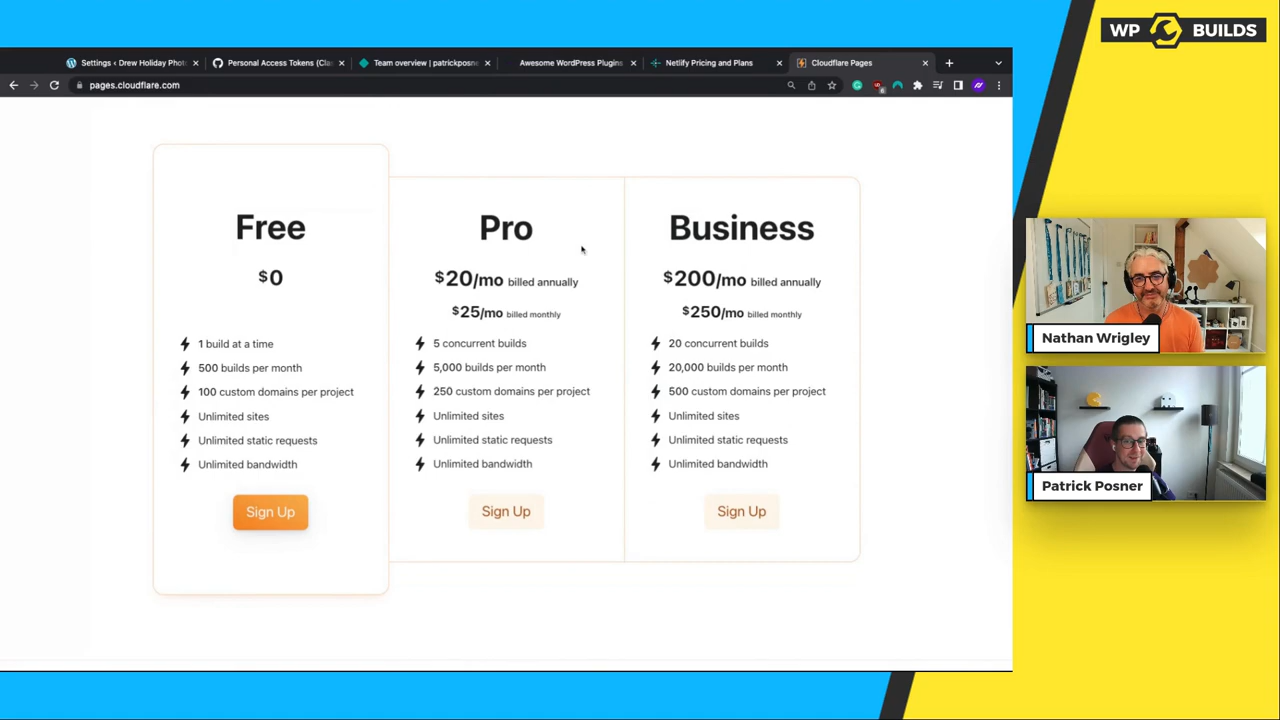 WP BUILDS
Settings ‹ Drew Holiday Phot
Personal Access Tokens (Cla
Team overview | patrickposne
Awesome WordPress Plugins
Netlify Pricing and Plans
Cloudflare Pages
pages.cloudflare.com
Free
$0
1 build at a time
500 builds per month
100 custom domains per project
Unlimited sites
Unlimited static requests
Unlimited bandwidth
Sign Up
Pro
$20/mo billed annually
$25/mo billed monthly
5 concurrent builds
5,000 builds per month
250 custom domains per project
Unlimited sites
Unlimited static requests
Unlimited bandwidth
Sign Up
Business
$200/mo billed annually
$250/mo billed monthly
20 concurrent builds
20,000 builds per month
500 custom domains per project
Unlimited sites
Unlimited static requests
Unlimited bandwidth
Sign Up
Nathan Wrigley
Patrick Posner